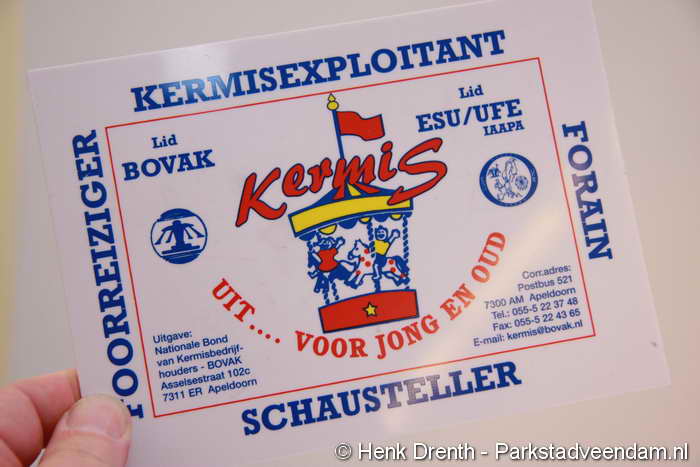 KERMISEXPLOITANT
FOORREIZIGER
Lid
BOVAK
Lid
ESU/UFE
IAAPA
FORAIN
Kermis
UIT.... VOOR JONG EN OUD
Uitgave:
Nationale Bond
van Kermisbedrijf-
houders - BOVAK
Asselsestraat 102c
7311 ER Apeldoorn
Corr.adres:
Postbus 521
7300 AM Apeldoorn
Tel.: 055-5 22 37 48
Fax: 055-5 22 43 65
E-mail: kermis@bovak.nl
SCHAUSTELLER
© Henk Drenth - Parkstadveendam.nl